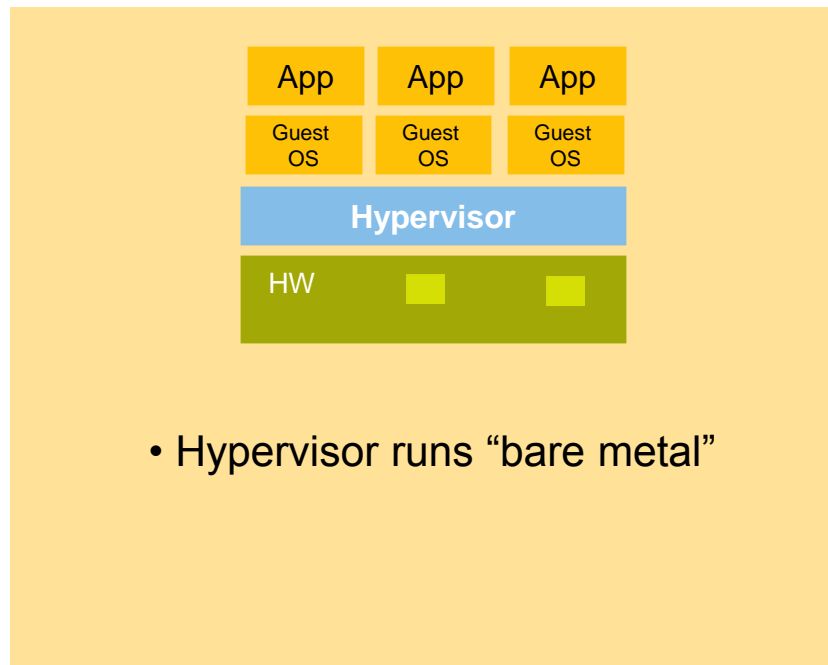 App App App
Guest OS Guest OS Guest OS
Hypervisor
HW
• Hypervisor runs “bare metal”